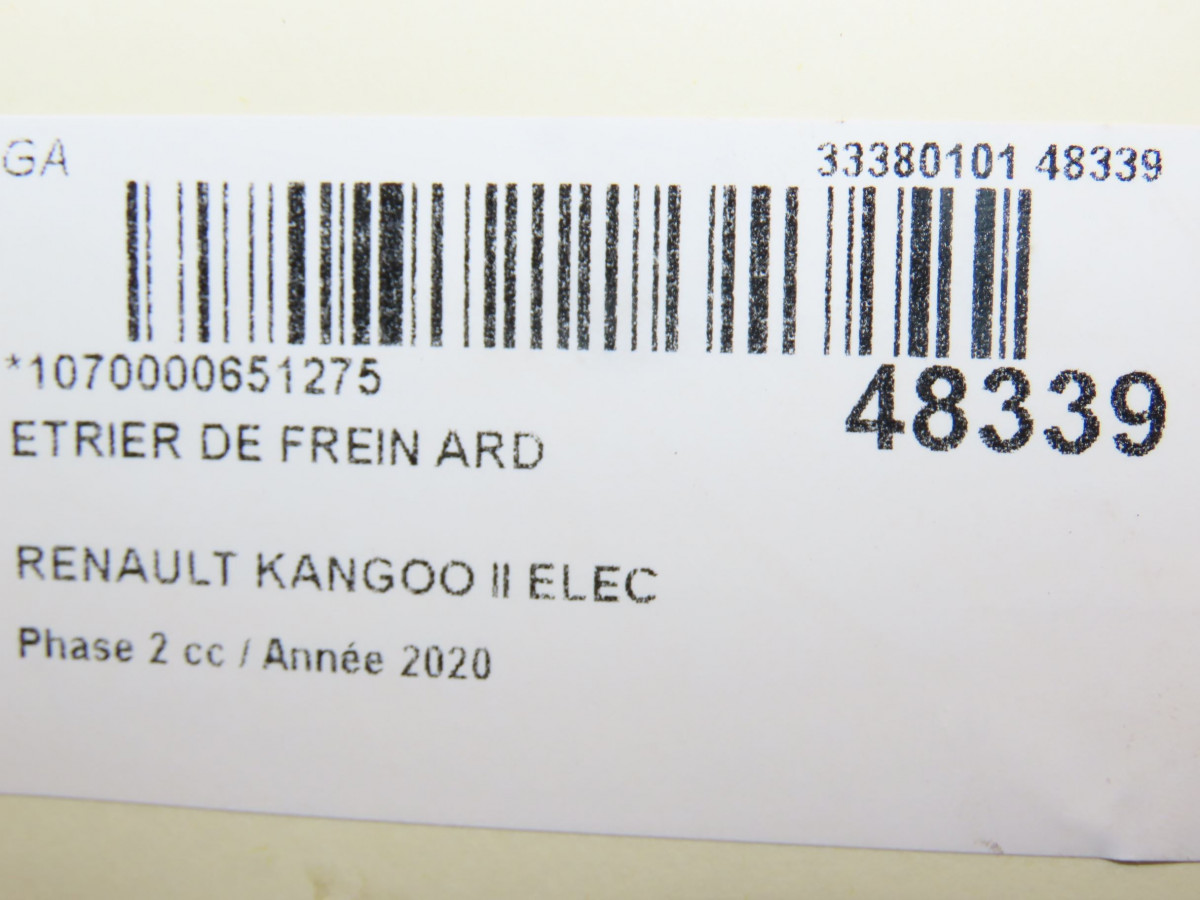 GA 33380101 48339
*1070000651275
48339
ETRIER DE FREIN ARD
RENAULT KANGOO II ELEC
Phase 2 cc / Année 2020